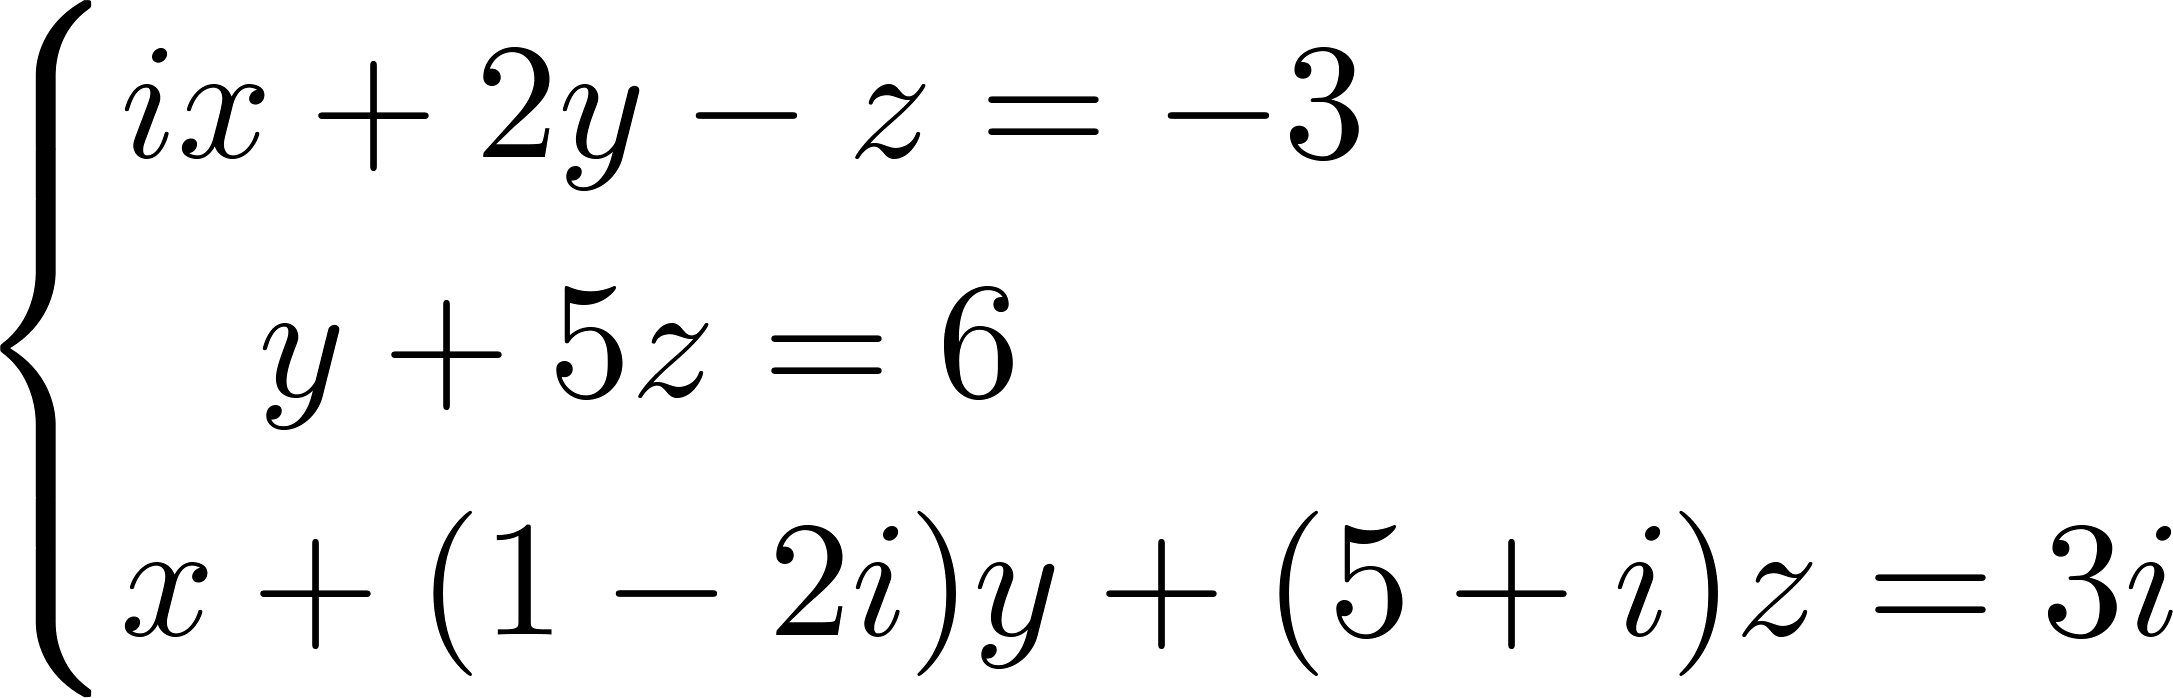 ix + 2y − z = −3
y + 5z = 6
x + (1 − 2i)y + (5 + i)z = 3i